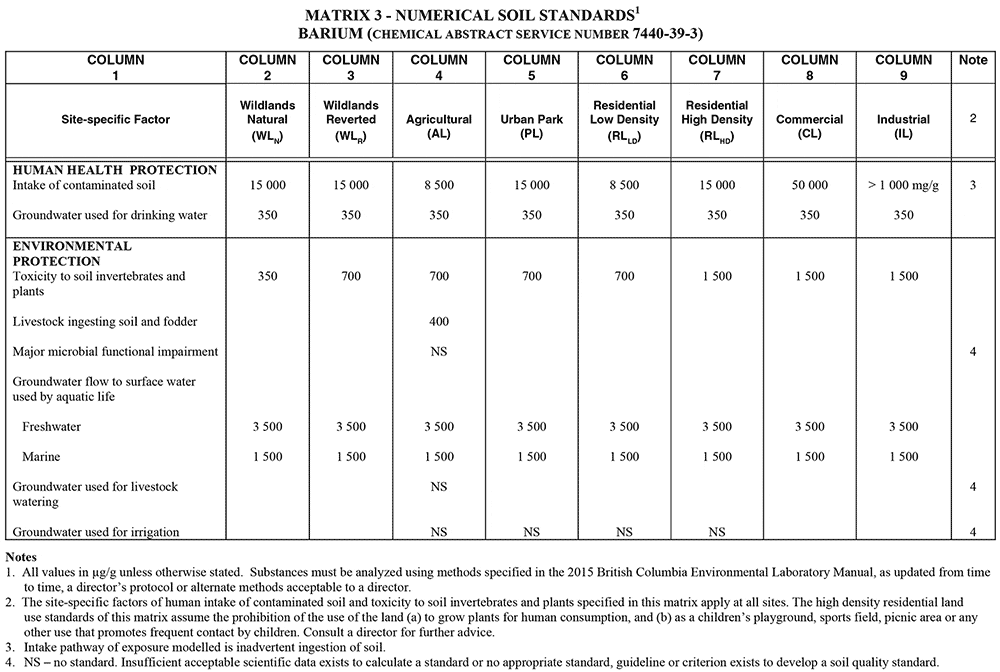 MATRIX 3 - NUMERICAL SOIL STANDARDS¹
BARIUM (CHEMICAL ABSTRACT SERVICE NUMBER 7440-39-3)
COLUMN 1 COLUMN 2 COLUMN 3 COLUMN 4 COLUMN 5 COLUMN 6 COLUMN 7 COLUMN 8 COLUMN 9 Note
Site-specific Factor Wildlands Natural (WLN) Wildlands Reverted (WLR) Agricultural (AL) Urban Park (PL) Residential Low Density (RLLD) Residential High Density (RLHD) Commercial (CL) Industrial (IL) 2
HUMAN HEALTH PROTECTION
Intake of contaminated soil 15 000 15 000 8 500 15 000 8 500 15 000 50 000 > 1 000 mg/g 3
Groundwater used for drinking water 350 350 350 350 350 350 350 350
ENVIRONMENTAL
PROTECTION
Toxicity to soil invertebrates and 350 700 700 700 700 1 500 1 500 1 500
plants
Livestock ingesting soil and fodder 400
Major microbial functional impairment NS 4
Groundwater flow to surface water
used by aquatic life
Freshwater 3 500 3 500 3 500 3 500 3 500 3 500 3 500 3 500
Marine 1 500 1 500 1 500 1 500 1 500 1 500 1 500 1 500
Groundwater used for livestock NS 4
watering
Groundwater used for irrigation NS NS NS NS 4
Notes
1. All values in µg/g unless otherwise stated. Substances must be analyzed using methods specified in the 2015 British Columbia Environmental Laboratory Manual, as updated from time
to time, a director's protocol or alternate methods acceptable to a director.
2. The site-specific factors of human intake of contaminated soil and toxicity to soil invertebrates and plants specified in this matrix apply at all sites. The high density residential land
use standards of this matrix assume the prohibition of the use of the land (a) to grow plants for human consumption, and (b) as a children's playground, sports field, picnic area or any
other use that promotes frequent contact by children. Consult a director for further advice.
3. Intake pathway of exposure modelled is inadvertent ingestion of soil.
4. NS – no standard. Insufficient acceptable scientific data exists to calculate a standard or no appropriate standard, guideline or criterion exists to develop a soil quality standard.